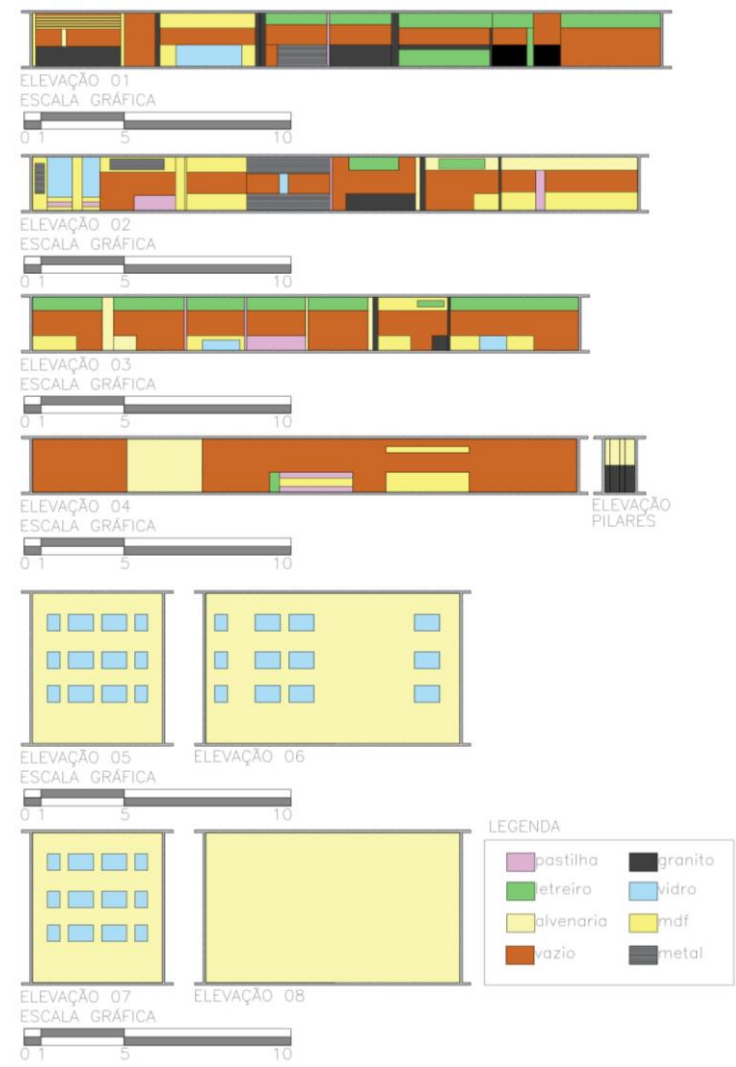 ELEVAÇÃO 01
ESCALA GRÁFICA
0 1 5 10
ELEVAÇÃO 02
ESCALA GRÁFICA
0 1 5 10
ELEVAÇÃO 03
ESCALA GRÁFICA
0 1 5 10
ELEVAÇÃO 04
ESCALA GRÁFICA
0 1 5 10
ELEVAÇÃO
PILARES
ELEVAÇÃO 05
ESCALA GRÁFICA
0 1 5 10
ELEVAÇÃO 06
ELEVAÇÃO 07
ESCALA GRÁFICA
0 1 5 10
ELEVAÇÃO 08
LEGENDA
pastilha granito
letreiro vidro
alvenaria mdf
vazio metal